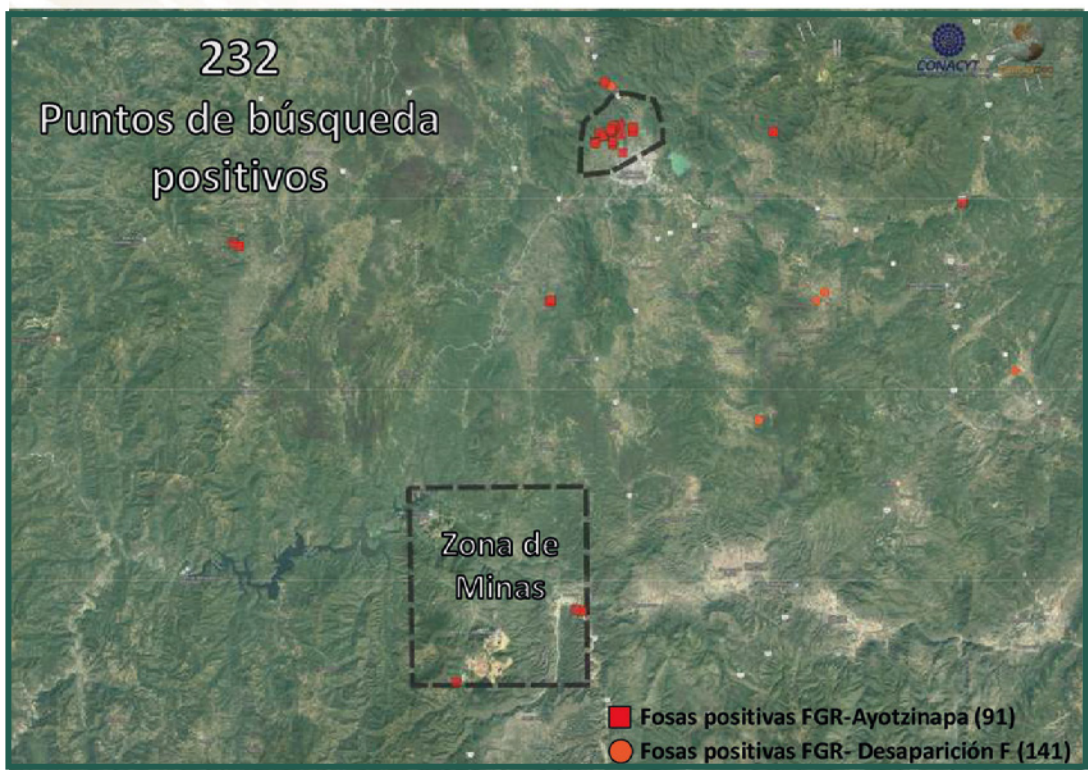 232
Puntos de búsqueda
positivos
CONACYT
Zona de
Minas
Fosas positivas FGR-Ayotzinapa (91)
Fosas positivas FGR- Desaparición F (141)